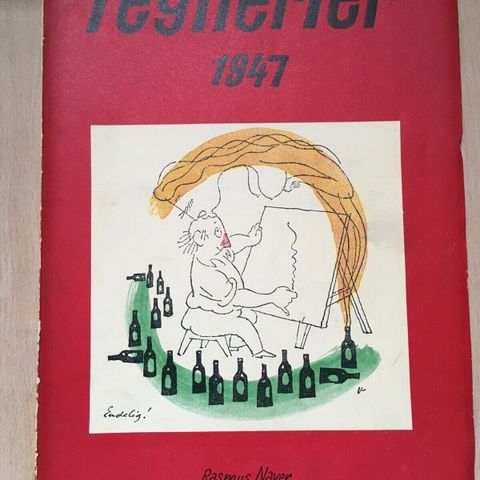 Tegnerier
1947
Endelig!
Rasmus Naver